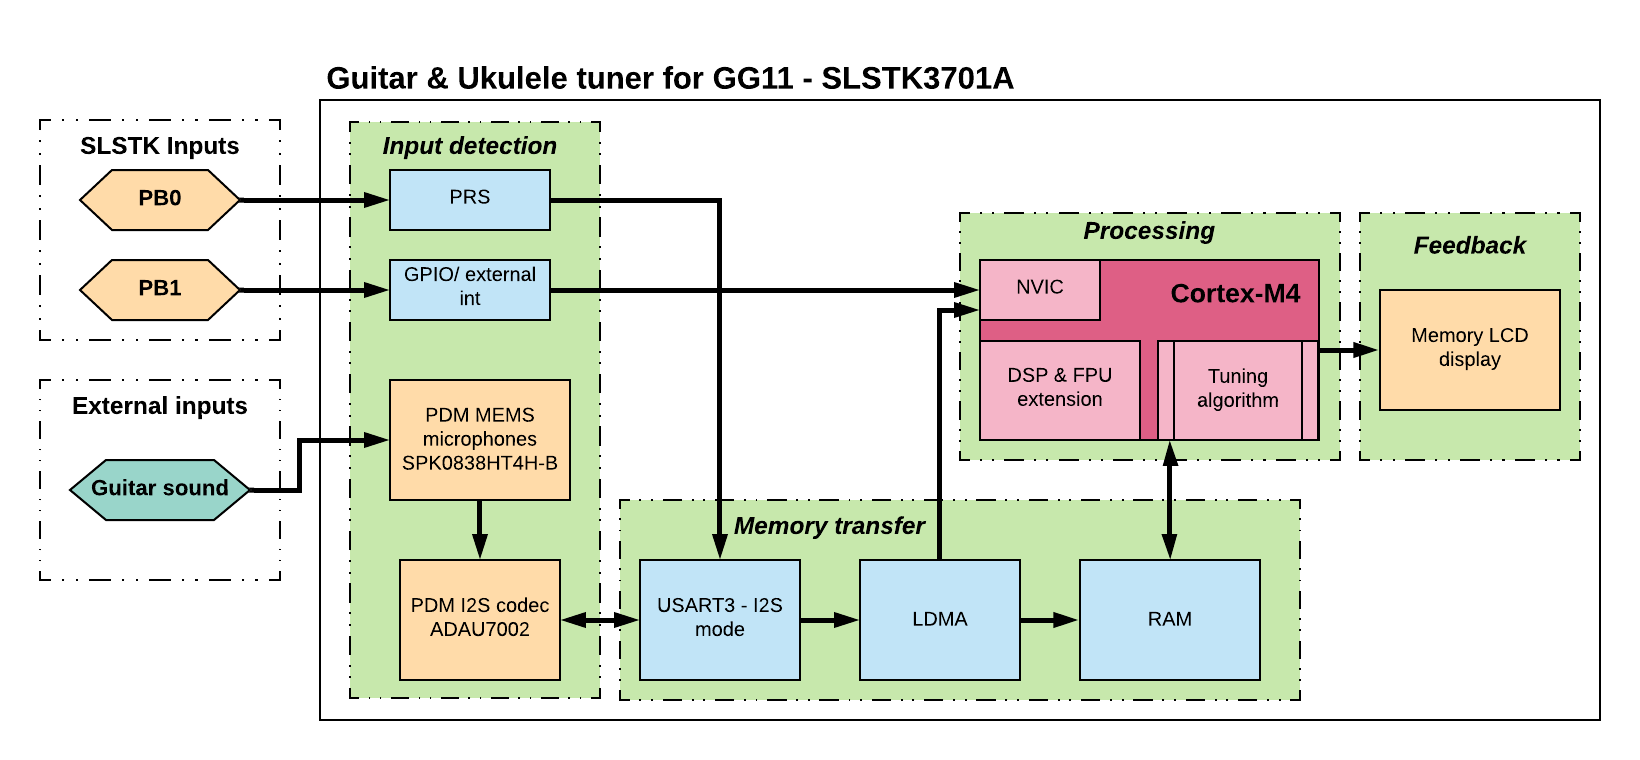 Guitar & Ukulele tuner for GG11 - SLSTK3701A
SLSTK Inputs
PB0
PB1
External inputs
Guitar sound
Input detection
PRS
GPIO/ external
int
PDM MEMS
microphones
SPK0838HT4H-B
PDM I2S codec
ADAU7002
Memory transfer
USART3 - I2S
mode
LDMA
RAM
Processing
NVIC
Cortex-M4
DSP & FPU
extension
Tuning
algorithm
Feedback
Memory LCD
display